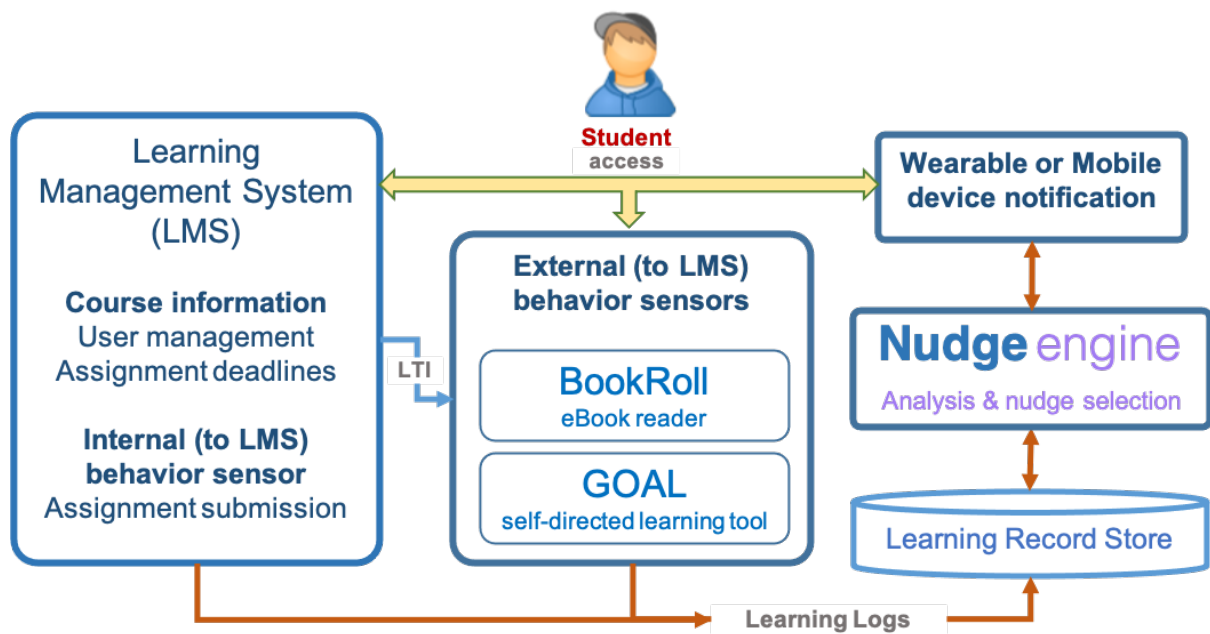 Student
access
Learning
Management System
(LMS)
Course information
User management
Assignment deadlines
Internal (to LMS)
behavior sensor
Assignment submission
LTI
External (to LMS)
behavior sensors
BookRoll
eBook reader
GOAL
self-directed learning tool
Wearable or Mobile
device notification
Nudge engine
Analysis & nudge selection
Learning Record Store
Learning Logs